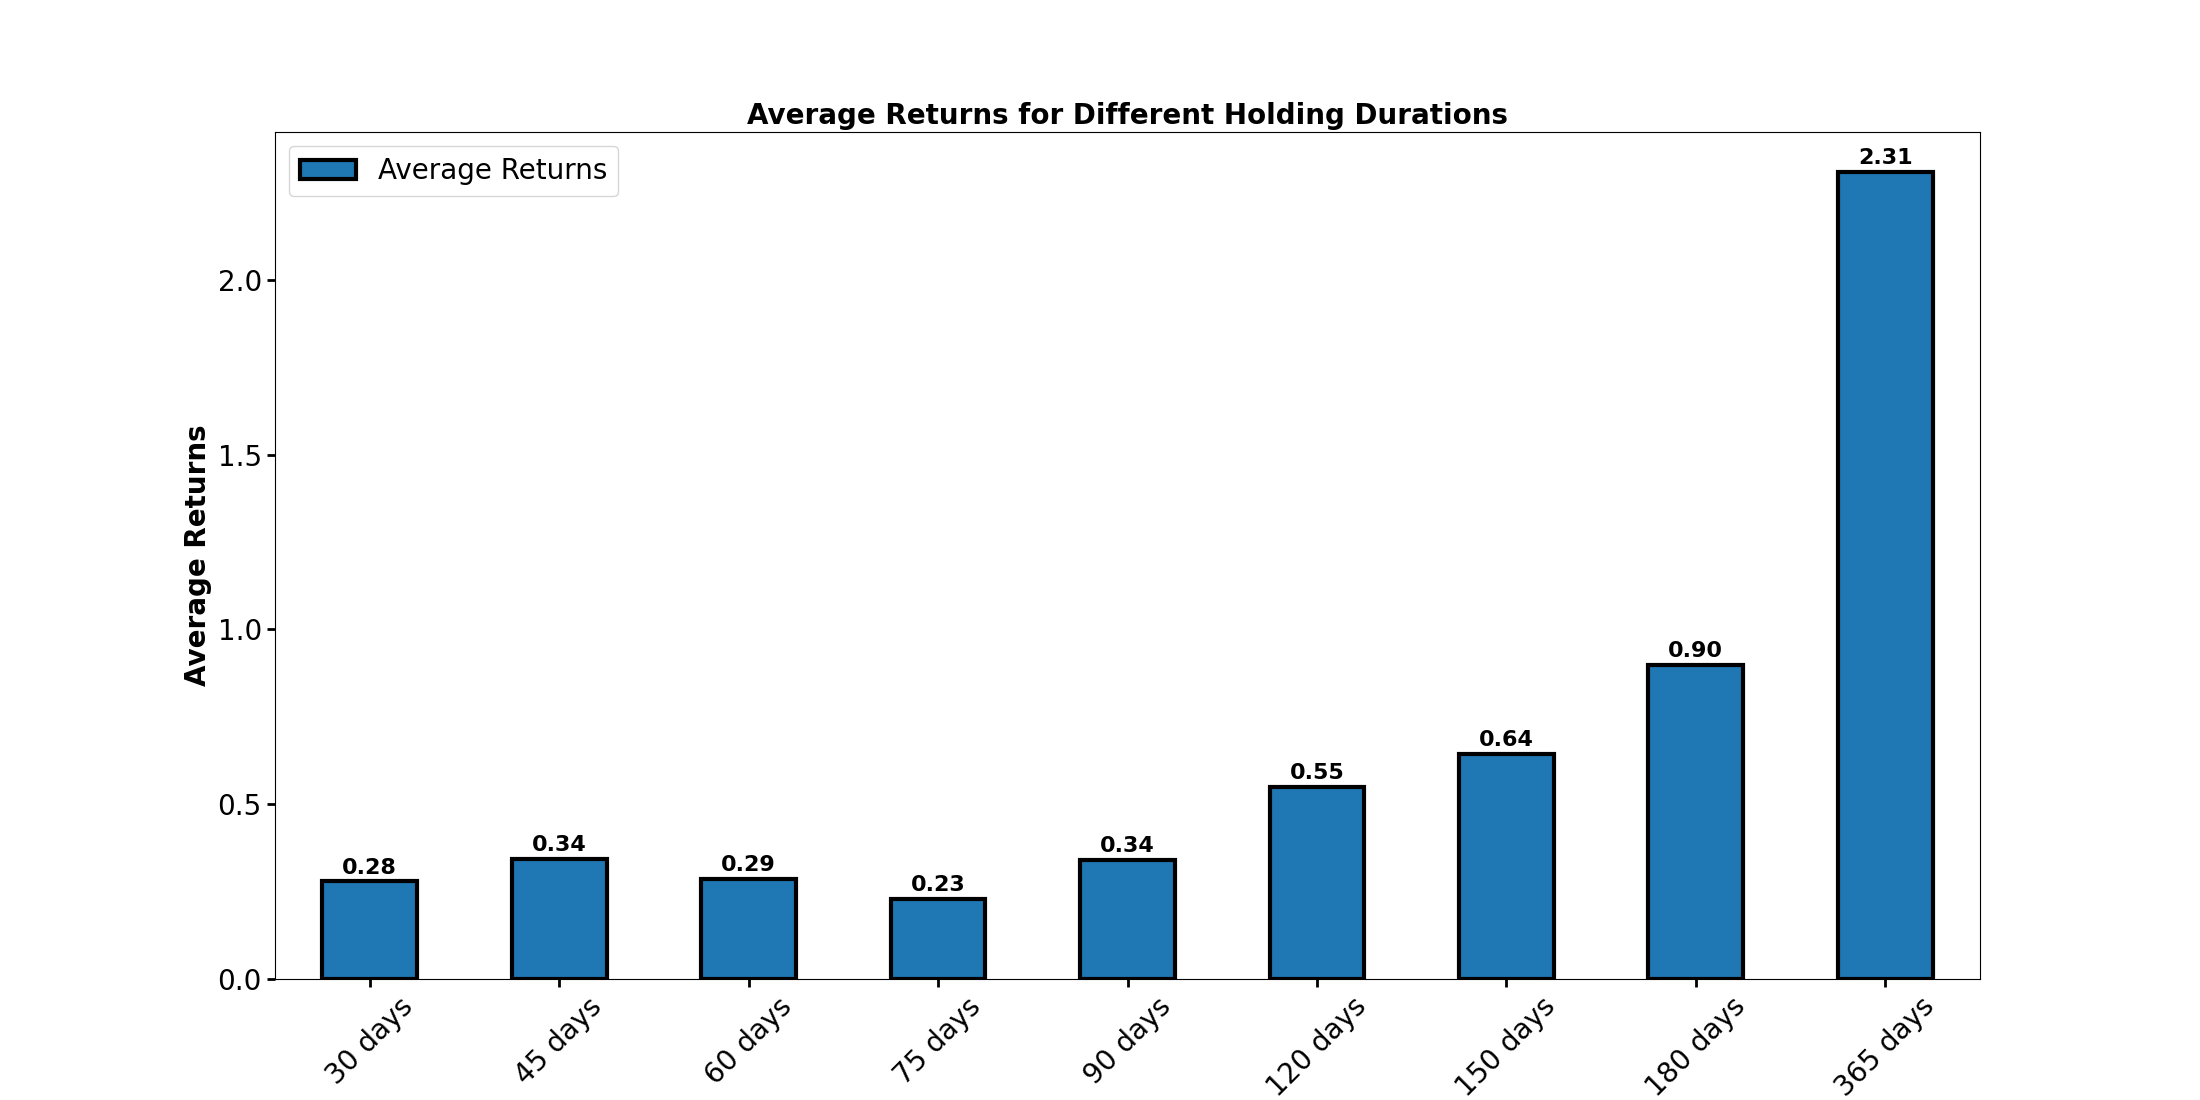 Average Returns for Different Holding Durations
Average Returns
2.31
2.0
1.5
Average Returns
1.0
0.90
0.64
0.55
0.5
0.28
0.34
0.29
0.23
0.34
0.0
30 days
45 days
60 days
75 days
90 days
120 days
150 days
180 days
365 days